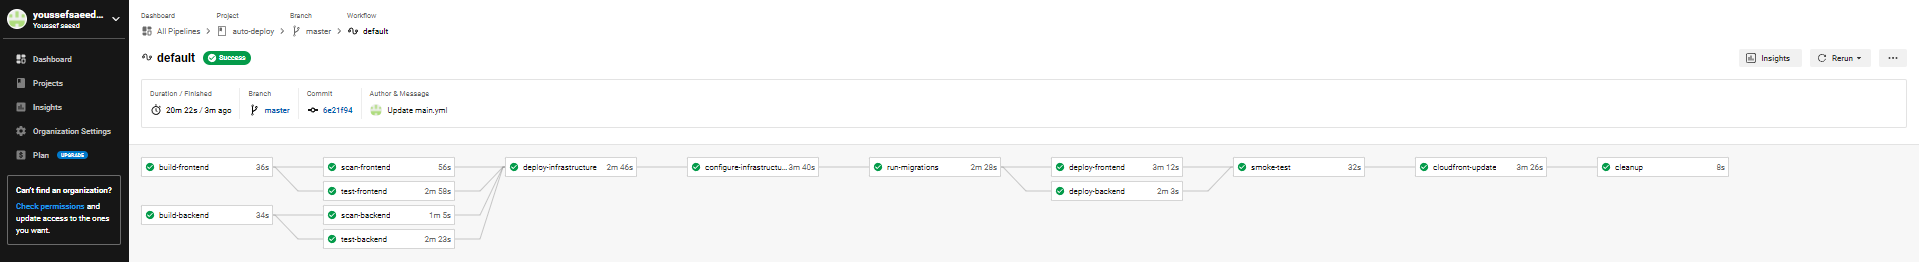 youssefsaeed...
Youssef saeed
Dashboard
Projects
Insights
Organization Settings
Plan UPGRADE
Can't find an organization?
Check permissions and
update access to the ones
you want.
Dashboard Project Branch Workflow
All Pipelines auto-deploy master default
default Success
Insights Rerun ...
Duration / Finished Branch Commit Author & Message
20m 22s / 3m ago master 6e21f94 Update main.yml
build-frontend 36s scan-frontend 56s deploy-infrastructure 2m 46s configure-infrastructu... 3m 40s run-migrations 2m 28s deploy-frontend 3m 12s smoke-test 32s cloudfront-update 3m 26s cleanup 8s
test-frontend 2m 58s deploy-backend 2m 3s
build-backend 34s scan-backend 1m 5s
test-backend 2m 23s